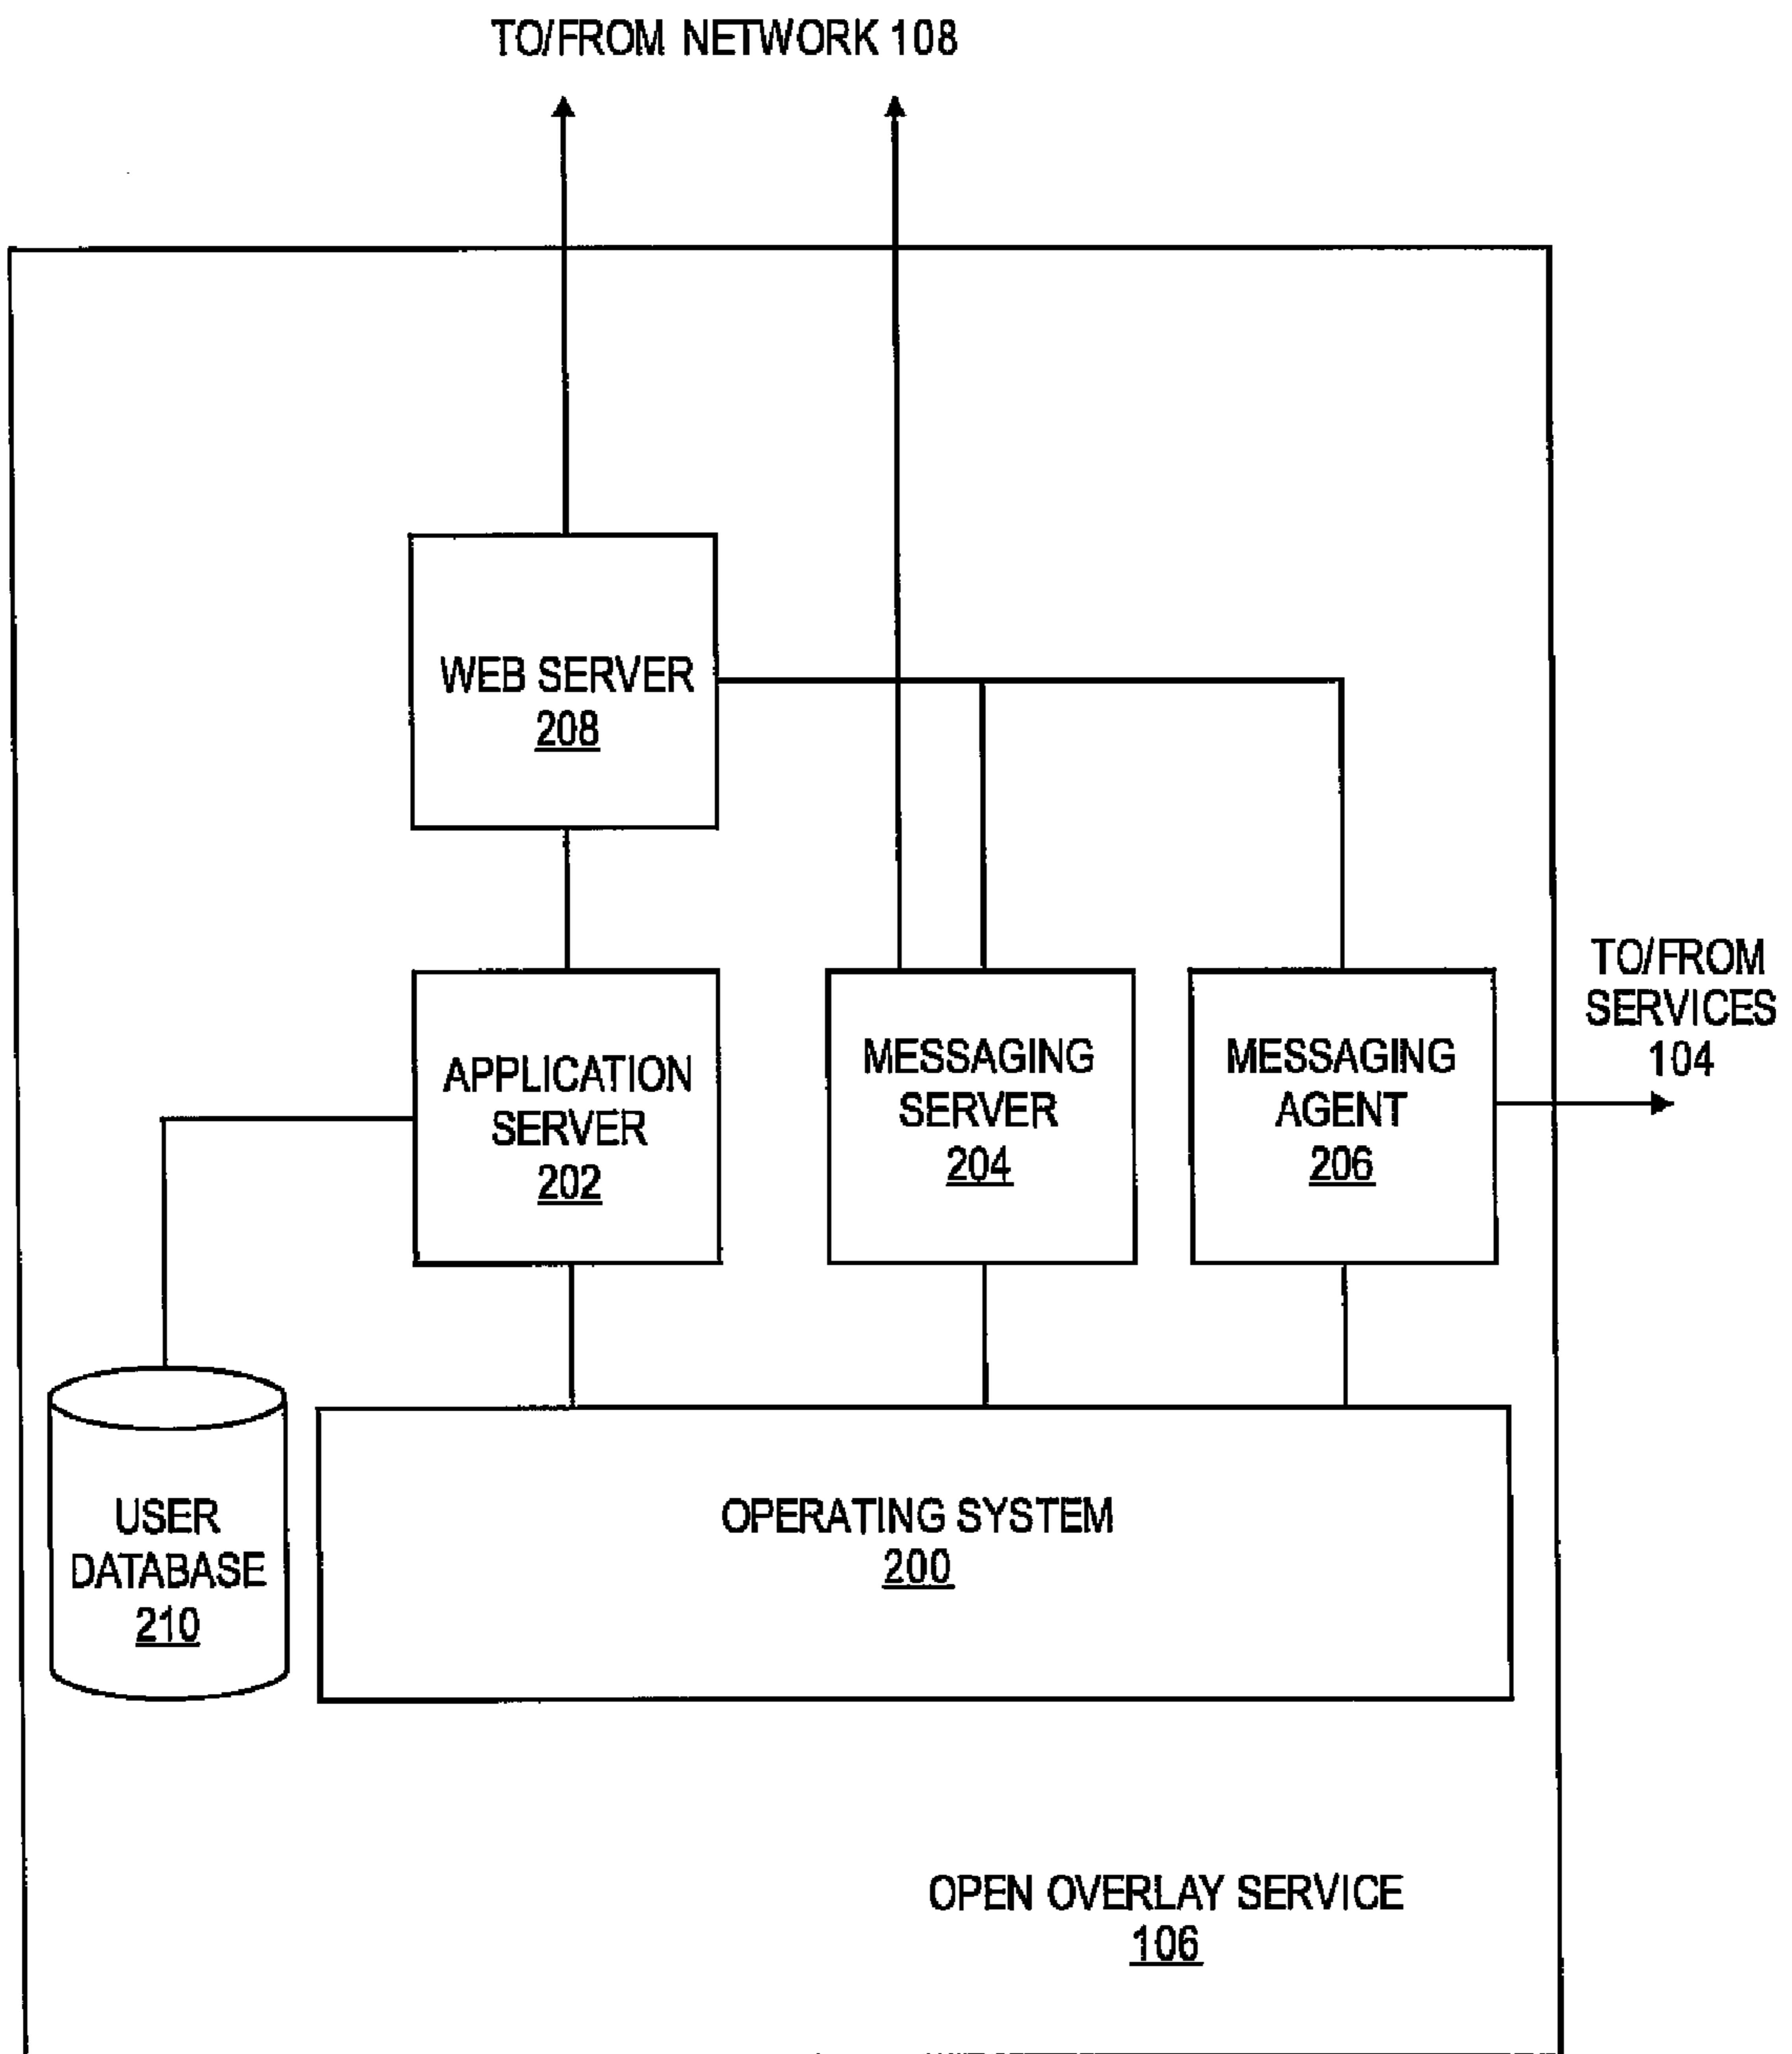 TO/FROM NETWORK 108
WEB SERVER
208
TO/FROM
SERVICES
104
APPLICATION
SERVER
202
MESSAGING
SERVER
204
MESSAGING
AGENT
206
USER
DATABASE
210
OPERATING SYSTEM
200
OPEN OVERLAY SERVICE
106